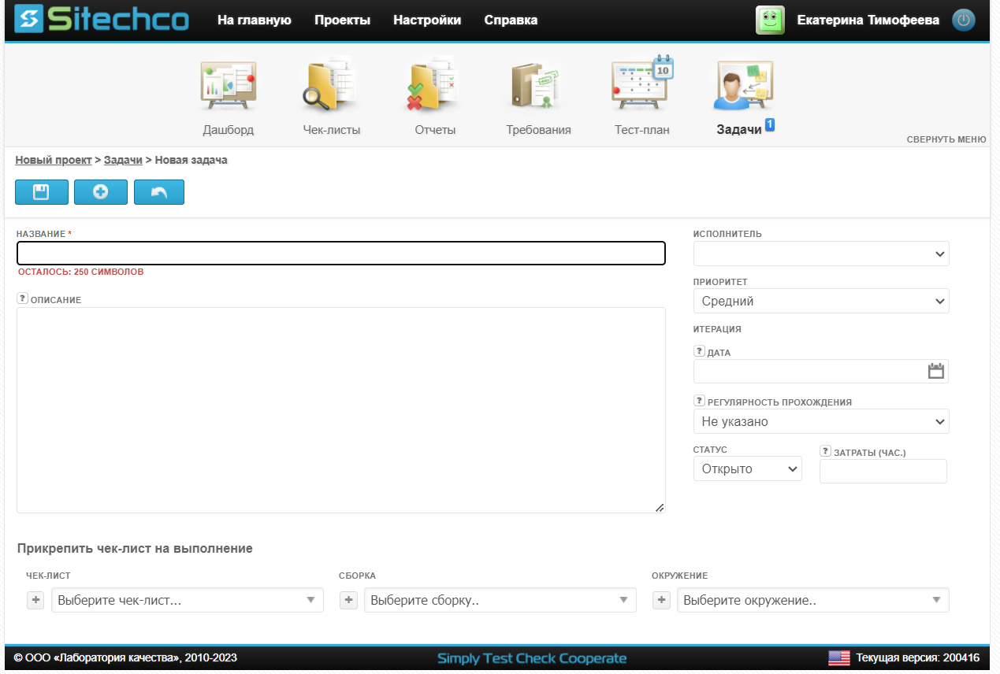 Sitechco На главную Проекты Настройки Справка Екатерина Тимофеева
10
Дашборд Чек-листы Отчеты Требования Тест-план Задачи 1
СВЕРНУТЬ МЕНЮ
Новый проект > Задачи > Новая задача
НАЗВАНИЕ *
ОСТАЛОСЬ: 250 СИМВОЛОВ
? ОПИСАНИЕ
ИСПОЛНИТЕЛЬ
ПРИОРИТЕТ
Средний
ИТЕРАЦИЯ
? ДАТА
? РЕГУЛЯРНОСТЬ ПРОХОЖДЕНИЯ
Не указано
СТАТУС ? ЗАТРАТЫ (ЧАС.)
Открыто
Прикрепить чек-лист на выполнение
ЧЕК-ЛИСТ СБОРКА ОКРУЖЕНИЕ
+ Выберите чек-лист... + Выберите сборку.. + Выберите окружение..
© ООО «Лаборатория качества», 2010-2023 Simply Test Check Cooperate Текущая версия: 200416